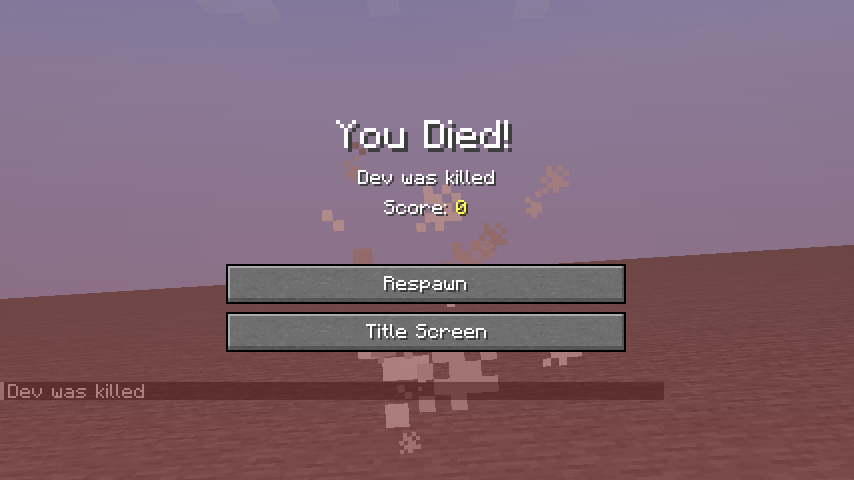 You Died!
Dev was killed
Score: 0
Respawn
Title Screen
Dev was killed